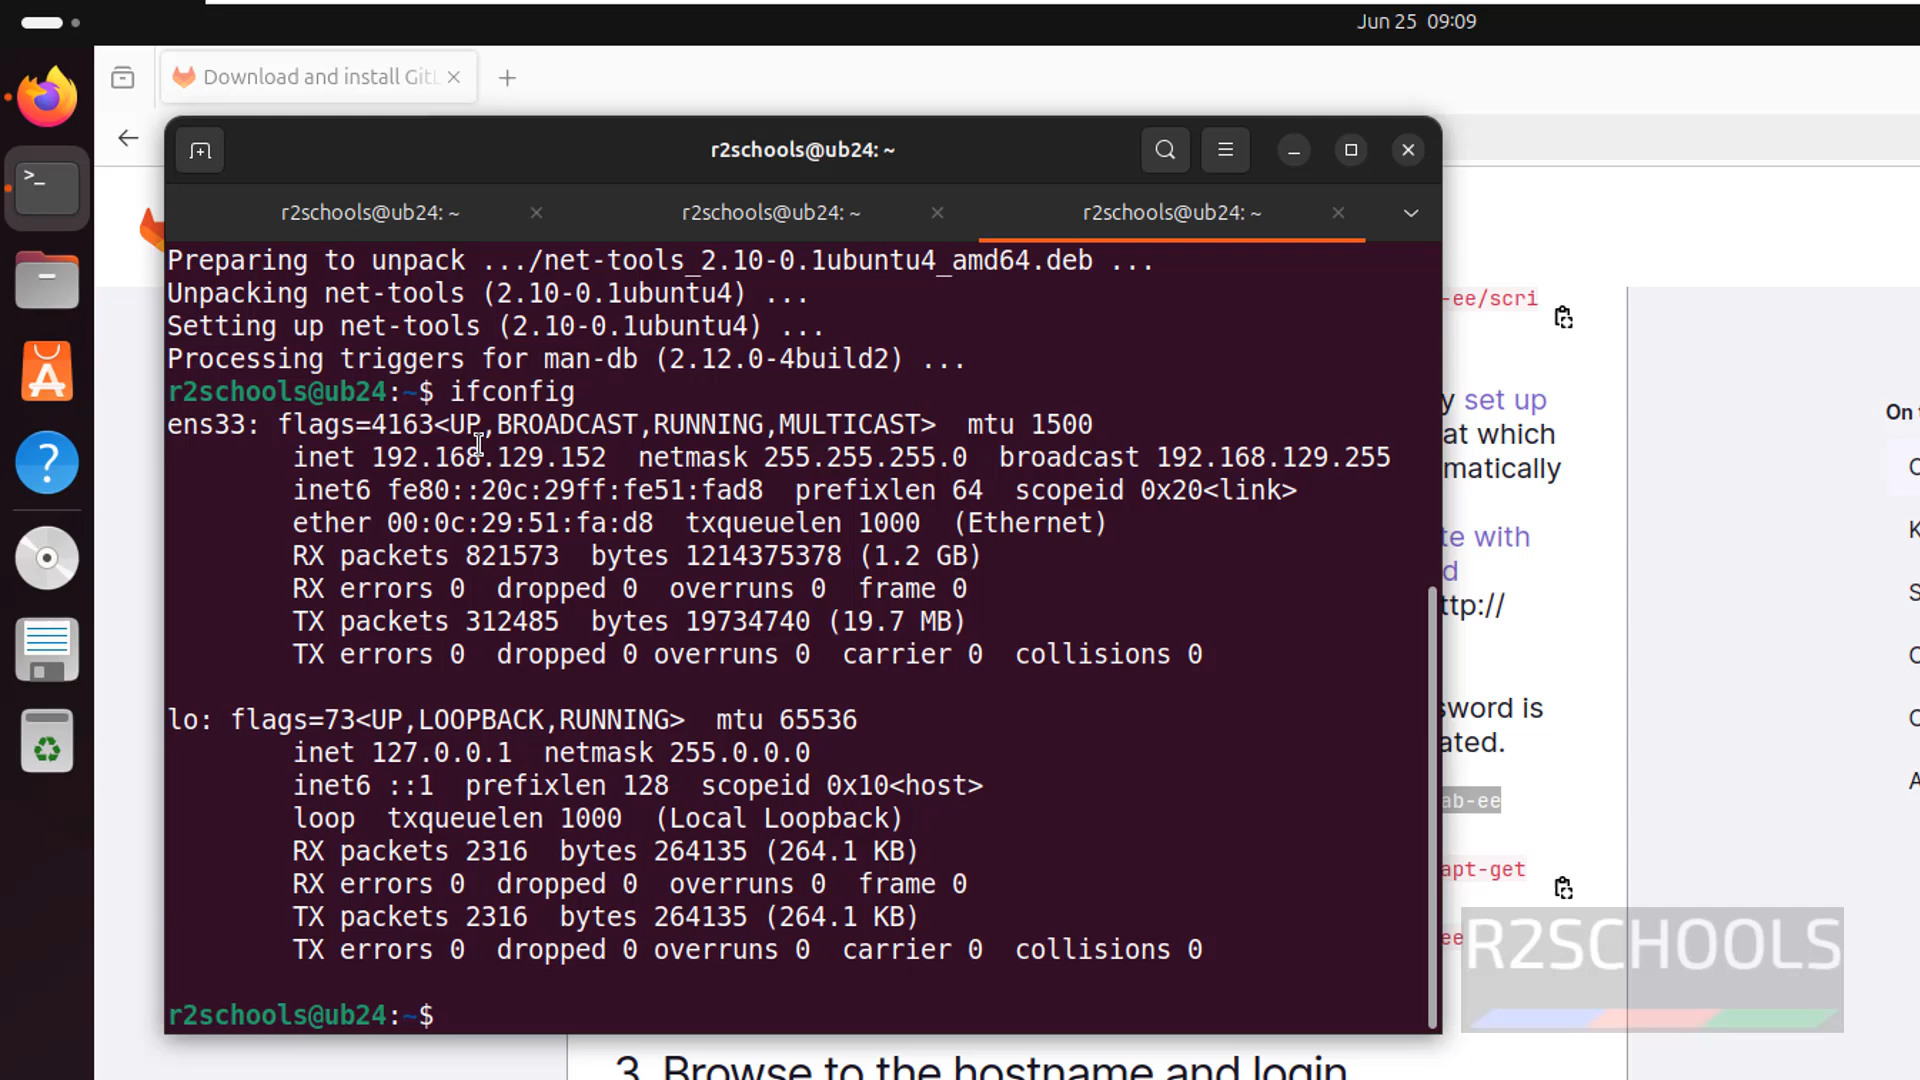 Jun 25 09:09
Download and install GitL
r2schools@ub24: ~
r2schools@ub24: ~
r2schools@ub24: ~
r2schools@ub24: ~
Preparing to unpack .../net-tools_2.10-0.1ubuntu4_amd64.deb ...
Unpacking net-tools (2.10-0.1ubuntu4) ...
Setting up net-tools (2.10-0.1ubuntu4) ...
Processing triggers for man-db (2.12.0-4build2) ...
r2schools@ub24:~$ ifconfig
ens33: flags=4163<UP,BROADCAST,RUNNING,MULTICAST>  mtu 1500
inet 192.168.129.152  netmask 255.255.255.0  broadcast 192.168.129.255
inet6 fe80::20c:29ff:fe51:fad8  prefixlen 64  scopeid 0x20<link>
ether 00:0c:29:51:fa:d8  txqueuelen 1000  (Ethernet)
RX packets 821573  bytes 1214375378 (1.2 GB)
RX errors 0  dropped 0  overruns 0  frame 0
TX packets 312485  bytes 19734740 (19.7 MB)
TX errors 0  dropped 0 overruns 0  carrier 0  collisions 0
lo: flags=73<UP,LOOPBACK,RUNNING>  mtu 65536
inet 127.0.0.1  netmask 255.0.0.0
inet6 ::1  prefixlen 128  scopeid 0x10<host>
loop  txqueuelen 1000  (Local Loopback)
RX packets 2316  bytes 264135 (264.1 KB)
RX errors 0  dropped 0  overruns 0  frame 0
TX packets 2316  bytes 264135 (264.1 KB)
TX errors 0  dropped 0 overruns 0  carrier 0  collisions 0
r2schools@ub24:~$
-ee/scri
y set up
at which
matically
te with
d
ttp://
sword is
ated.
ab-ee
apt-get
ee
On
R2SCHOOLS
3. Browse to the hostname and login